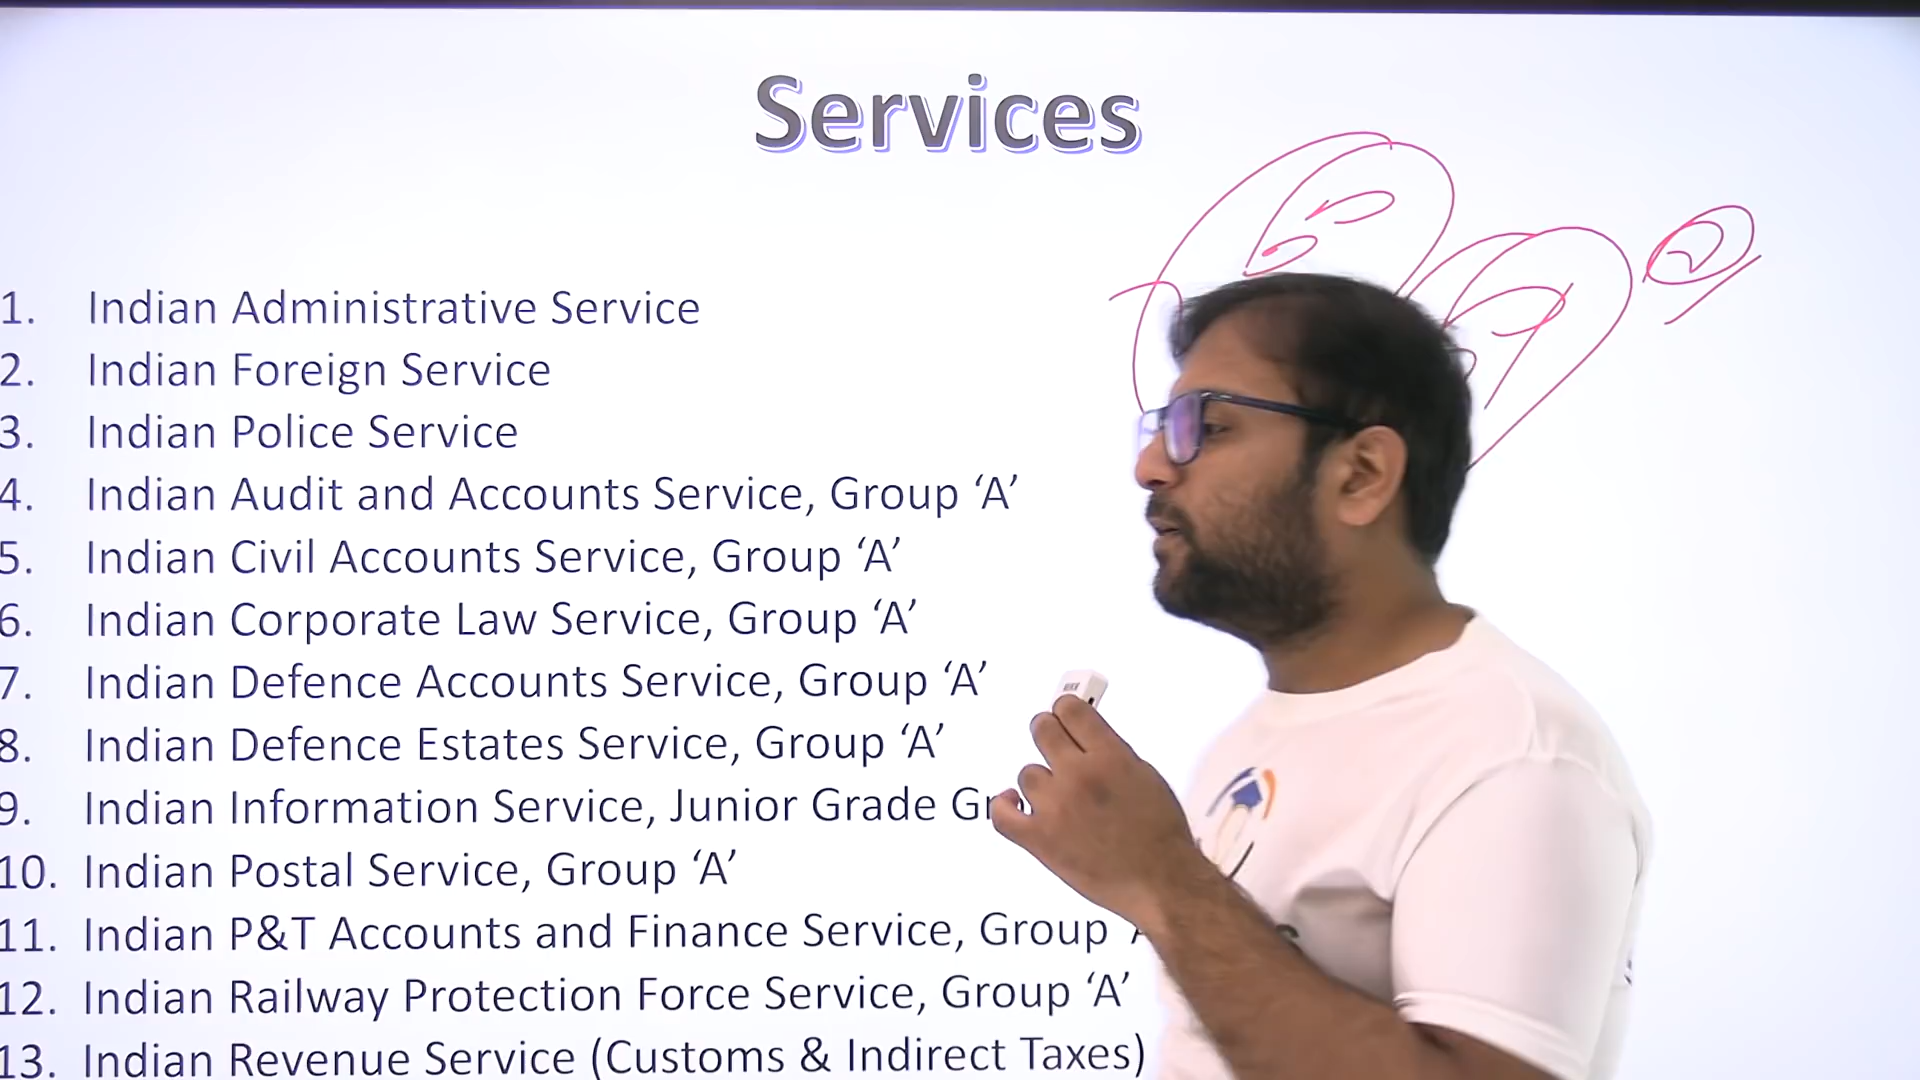 Services
1. Indian Administrative Service
2. Indian Foreign Service
3. Indian Police Service
4. Indian Audit and Accounts Service, Group ‘A’
5. Indian Civil Accounts Service, Group ‘A’
6. Indian Corporate Law Service, Group ‘A’
7. Indian Defence Accounts Service, Group ‘A’
8. Indian Defence Estates Service, Group ‘A’
9. Indian Information Service, Junior Grade
10. Indian Postal Service, Group ‘A’
11. Indian P&T Accounts and Finance Service, Group
12. Indian Railway Protection Force Service, Group ‘A’
13. Indian Revenue Service (Customs & Indirect Taxes)